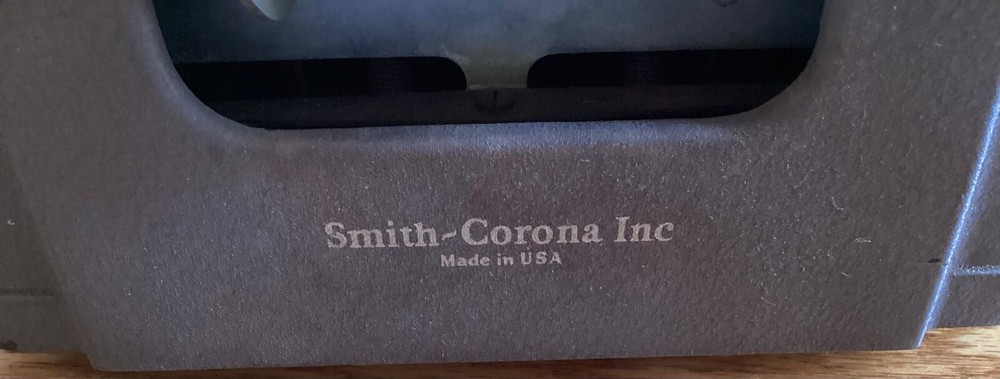 Smith-Corona Inc
Made in USA